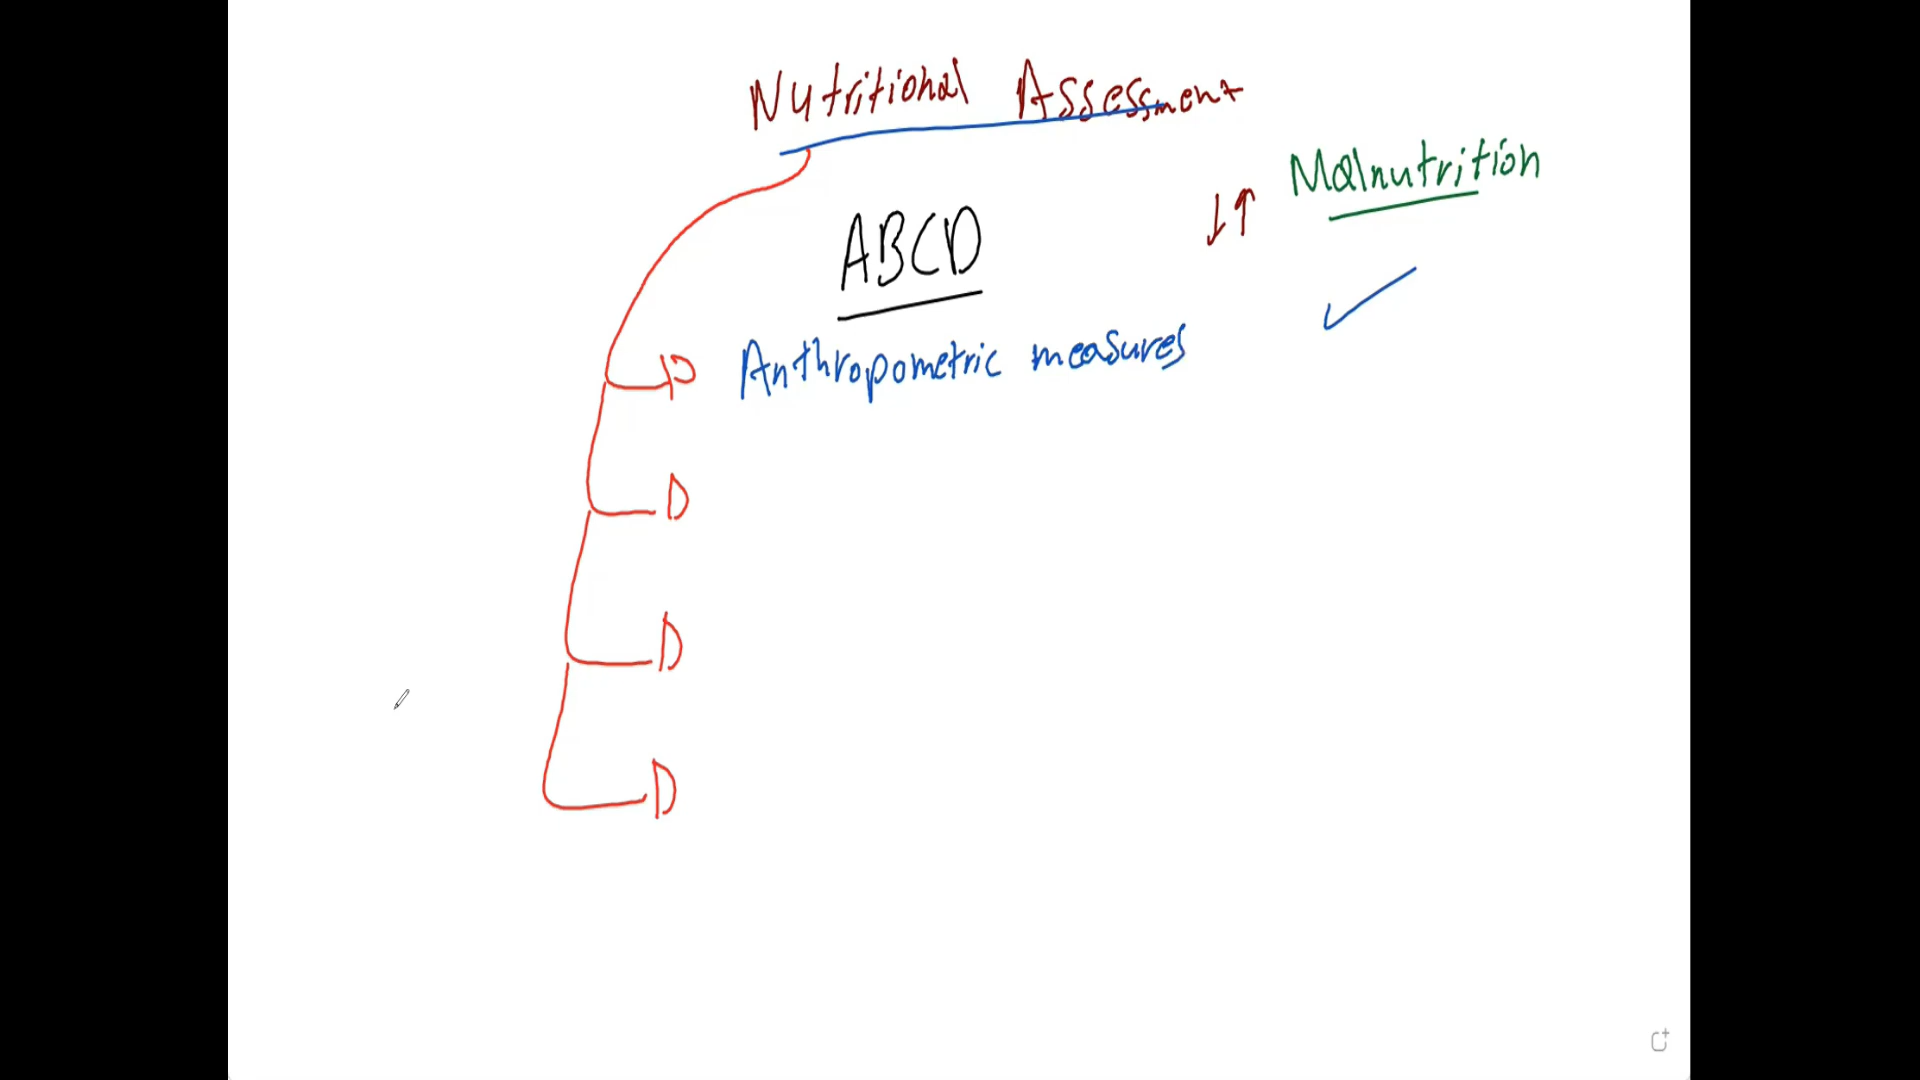 Nutritional Assessment
Malnutrition
↓↑
ABCD
Anthropometric measures